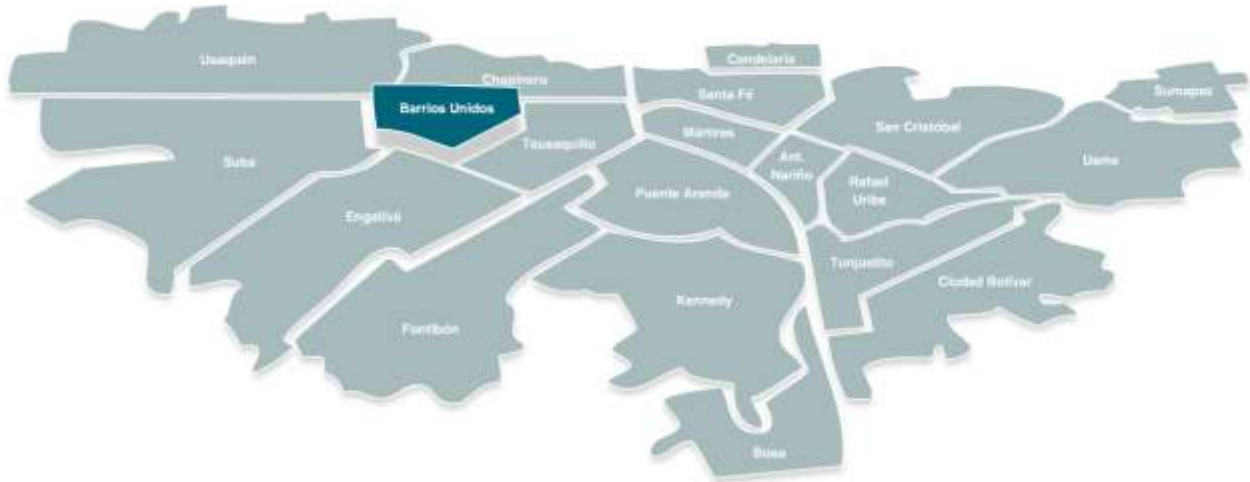 Usaquén
Chapinero
Candelaria
Santa Fé
Sumapaz
Barrios Unidos
Teusaquillo
Mártires
San Cristóbal
Usme
Suba
Ant.
Nariño
Rafael
Uribe
Engativá
Puente Aranda
Tunjuelito
Ciudad Bolívar
Kennedy
Fontibón
Bosa